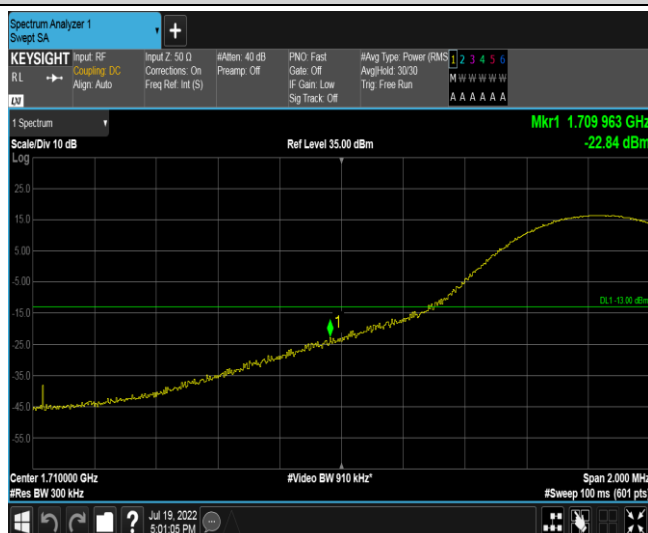 Spectrum Analyzer 1
Swept SA
KEYSIGHT
RL
Input: RF
Coupling: DC
Align: Auto
Input Z: 50 Ω
Corrections: On
Freq Ref: Int (S)
#Atten: 40 dB
Preamp: Off
PNO: Fast
Gate: Off
IF Gain: Low
Sig Track: Off
#Avg Type: Power (RMS
Avg|Hold: 30/30
Trig: Free Run
1 2 3 4 5 6
M W W W W W
A A A A A A
LXI
1 Spectrum
Scale/Div 10 dB
Ref Level 35.00 dBm
Mkr1 1.709 963 GHz
-22.84 dBm
Log
25.0
15.0
5.00
-5.00
-15.0
-25.0
-35.0
-45.0
-55.0
DL1 -13.00 dBm
1
Center 1.710000 GHz
#Video BW 910 kHz*
Span 2.000 MHz
#Res BW 300 kHz
#Sweep 100 ms (601 pts)
Jul 19, 2022
5:01:05 PM